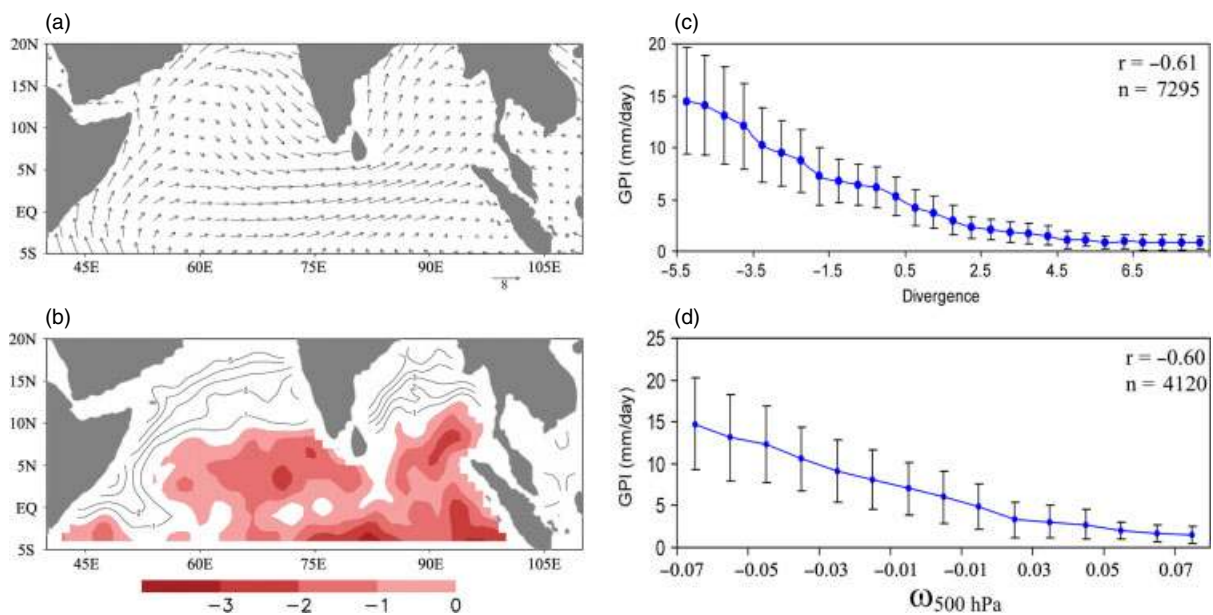 (a)
20N
15N
10N
5N
EQ
5S
45E 60E 75E 90E 105E
8
(b)
20N
15N
10N
5N
EQ
5S
45E 60E 75E 90E 105E
−3 −2 −1 0
(c)
r = −0.61
n = 7295
GPI (mm/day)
20
15
10
5
0
−5.5 −3.5 −1.5 0.5 2.5 4.5 6.5
Divergence
(d)
r = −0.60
n = 4120
GPI (mm/day)
25
20
15
10
5
0
−0.07 −0.05 −0.03 −0.01 −0.01 0.03 0.05 0.07
ω500 hPa